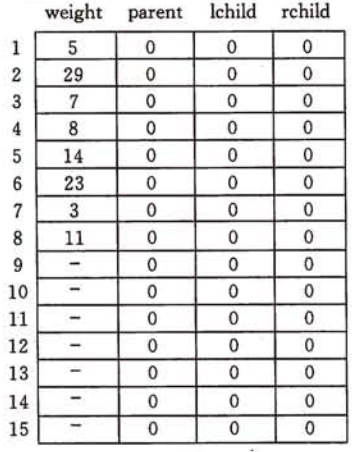 weight parent lchild rchild
1 5 0 0 0
2 29 0 0 0
3 7 0 0 0
4 8 0 0 0
5 14 0 0 0
6 23 0 0 0
7 3 0 0 0
8 11 0 0 0
9 - 0 0 0
10 - 0 0 0
11 - 0 0 0
12 - 0 0 0
13 - 0 0 0
14 - 0 0 0
15 - 0 0 0